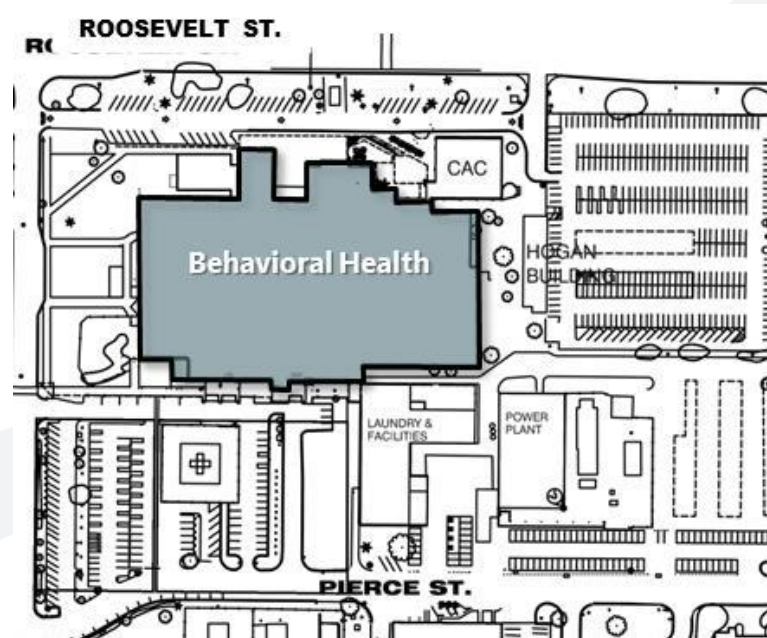 ROOSEVELT ST.
CAC
Behavioral Health
HOGAN
BUILDING
LAUNDRY &
FACILITIES
POWER
PLANT
PIERCE ST.